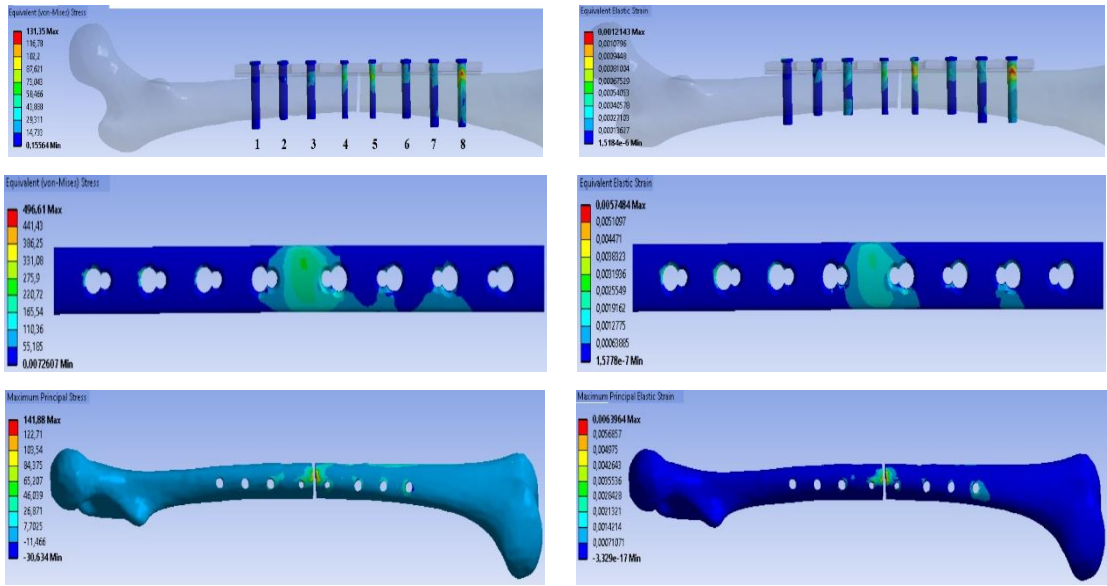 Equivalent (von-Mises) Stress
131,35 Max
116,78
102,2
87,621
73,043
58,466
43,888
29,311
14,733
0,15564 Min
1 2 3 4 5 6 7 8
Equivalent Elastic Strain
0,0012143 Max
0,0010796
0,0009448
0,00081004
0,00067529
0,00054053
0,00040578
0,00027103
0,00013627
1,5184e-6 Min
Equivalent (von-Mises) Stress
496,61 Max
441,43
386,25
331,08
275,9
220,72
165,54
110,36
55,185
0,0072607 Min
Equivalent Elastic Strain
0,0057484 Max
0,0051097
0,004471
0,0038323
0,0031936
0,0025549
0,0019162
0,0012775
0,00063885
1,5778e-7 Min
Maximum Principal Stress
141,88 Max
122,71
103,54
84,375
65,207
46,039
26,871
7,7025
-11,466
-30,634 Min
Maximum Principal Elastic Strain
0,0063964 Max
0,0056857
0,004975
0,0042643
0,0035536
0,0028428
0,0021321
0,0014214
0,00071071
-3,329e-17 Min